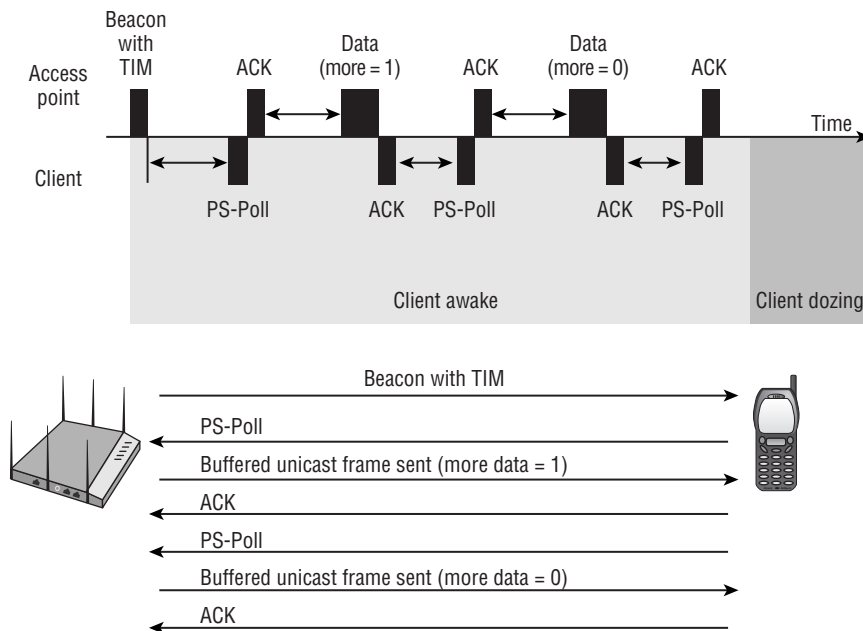 Beacon
with
TIM
ACK
Data
(more = 1)
ACK
Data
(more = 0)
ACK
Access
point
Time
Client
PS-Poll
ACK
PS-Poll
ACK
PS-Poll
Client awake
Client dozing
Beacon with TIM
PS-Poll
Buffered unicast frame sent (more data = 1)
ACK
PS-Poll
Buffered unicast frame sent (more data = 0)
ACK